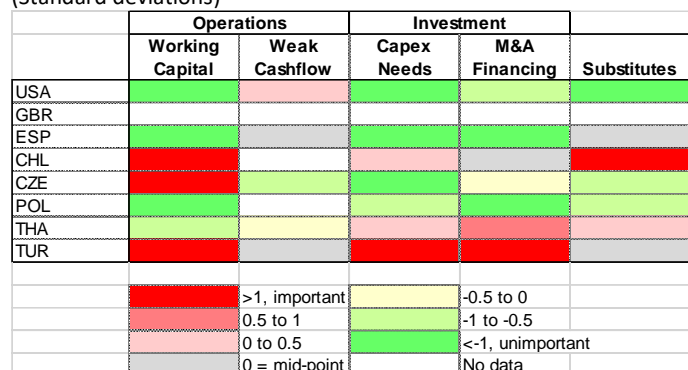 (Standard deviations)
Operations Investment
Working Capital Weak Cashflow Capex Needs M&A Financing Substitutes
USA
GBR
ESP
CHL
CZE
POL
THA
TUR
>1, important -0.5 to 0
0.5 to 1 -1 to -0.5
0 to 0.5 <-1, unimportant
0 = mid-point No data